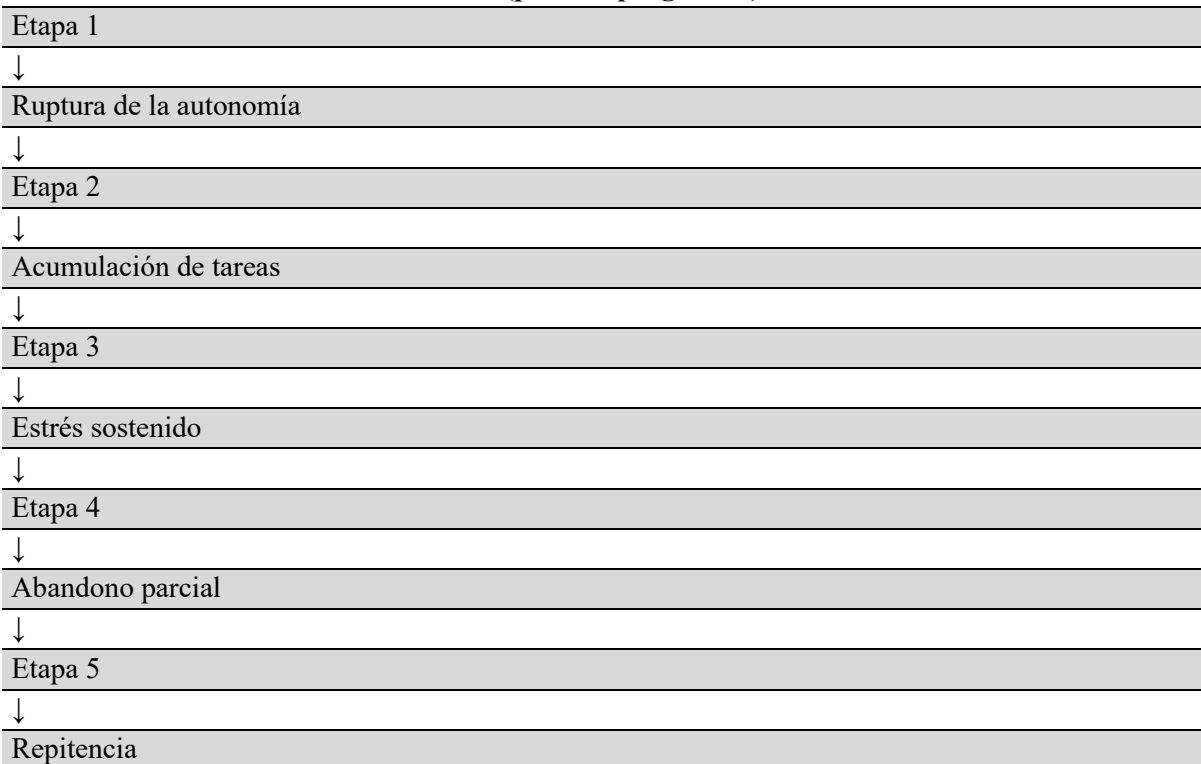 Etapa 1
↓
Ruptura de la autonomía
↓
Etapa 2
↓
Acumulación de tareas
↓
Etapa 3
↓
Estrés sostenido
↓
Etapa 4
↓
Abandono parcial
↓
Etapa 5
↓
Repitencia